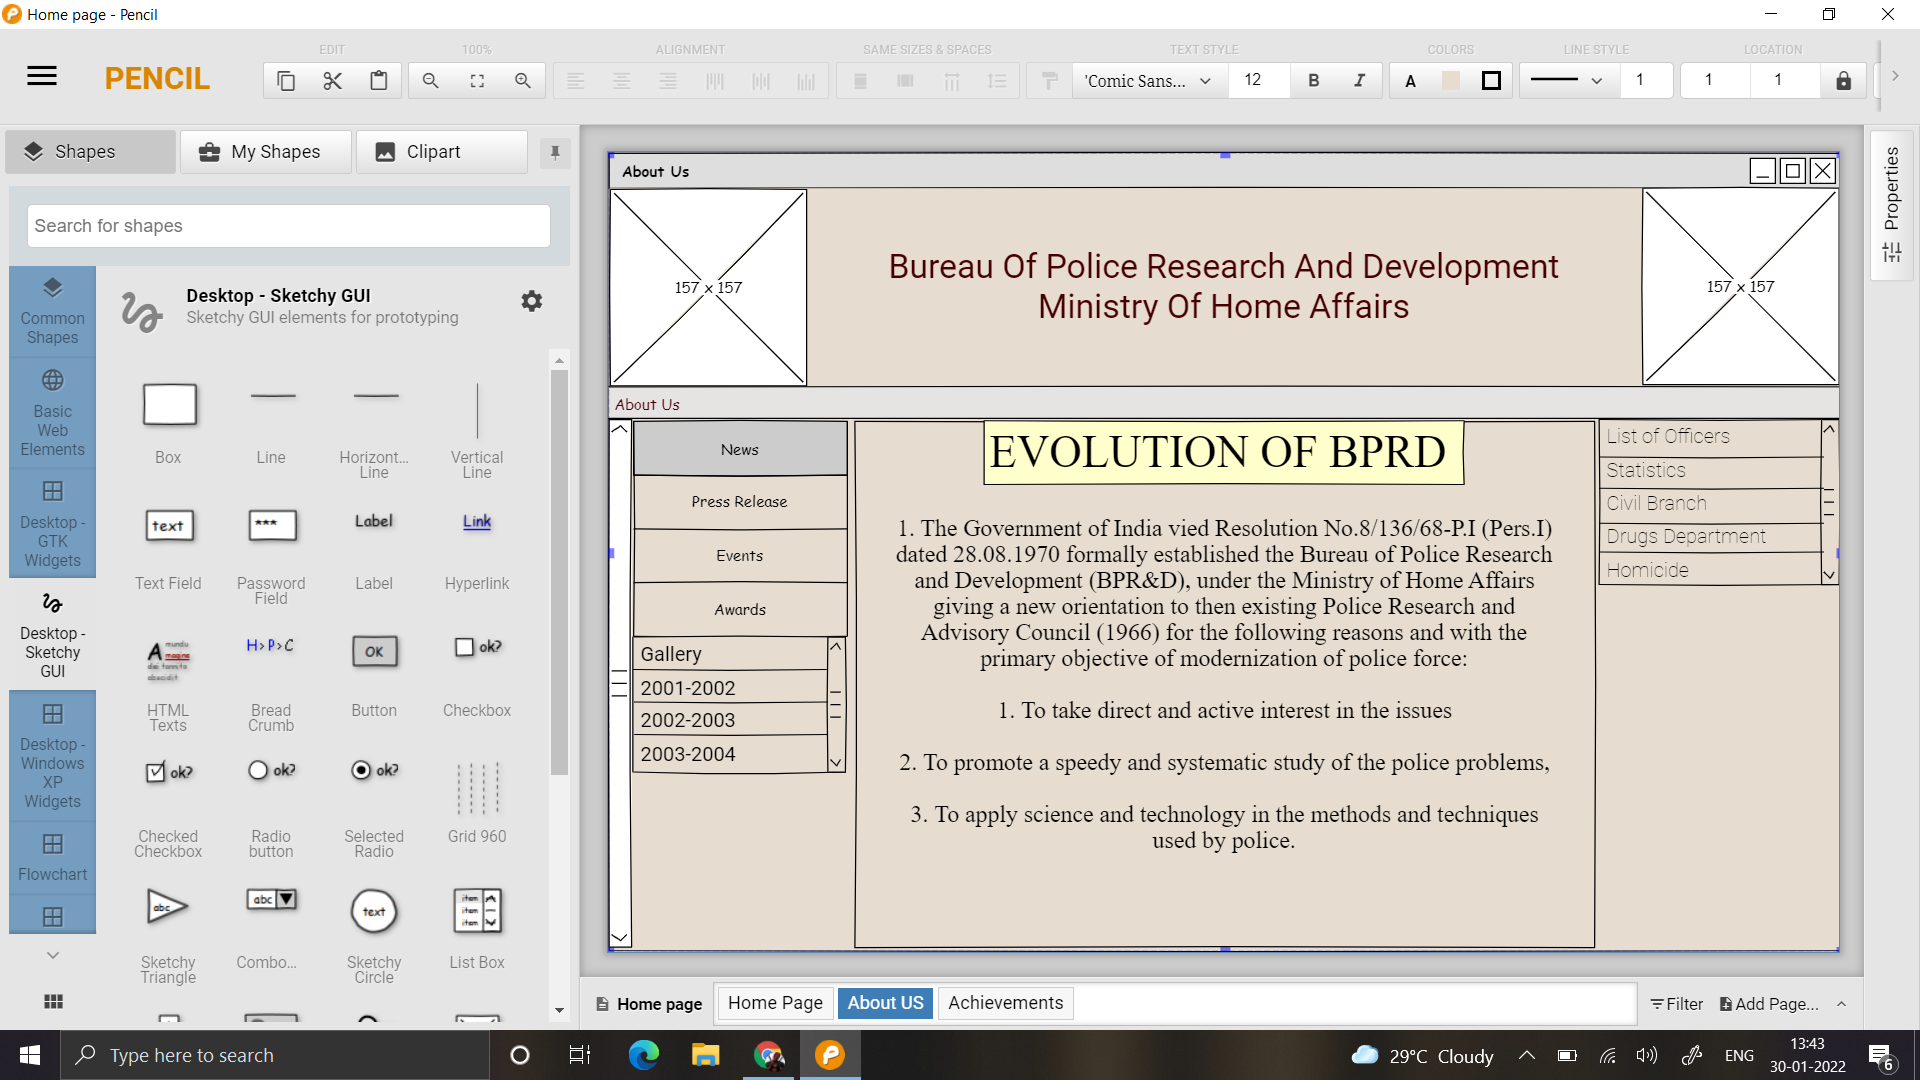 Home page - Pencil
EDIT
100%
ALIGNMENT
SAME SIZES & SPACES
TEXT STYLE
COLORS
LINE STYLE
LOCATION
PENCIL
'Comic Sans...
12
B
I
A
1
1
1
Shapes
My Shapes
Clipart
Properties
Search for shapes
Common
Shapes
Basic
Web
Elements
Desktop -
GTK
Widgets
Desktop -
Sketchy
GUI
Desktop -
Windows
XP
Widgets
Flowchart
Desktop - Sketchy GUI
Sketchy GUI elements for prototyping
Box
Line
Horizont...
Line
Vertical
Line
text
***
Label
Link
Text Field
Password
Field
Label
Hyperlink
H>P>C
OK
ok?
HTML
Texts
Bread
Crumb
Button
Checkbox
ok?
ok?
ok?
Checked
Checkbox
Radio
button
Selected
Radio
Grid 960
abc
abc
text
item
item
item
Sketchy
Triangle
Combo...
Sketchy
Circle
List Box
About Us
157 x 157
Bureau Of Police Research And Development
Ministry Of Home Affairs
157 x 157
About Us
News
Press Release
Events
Awards
Gallery
2001-2002
2002-2003
2003-2004
EVOLUTION OF BPRD
1. The Government of India vied Resolution No.8/136/68-P.I (Pers.I)
dated 28.08.1970 formally established the Bureau of Police Research
and Development (BPR&D), under the Ministry of Home Affairs
giving a new orientation to then existing Police Research and
Advisory Council (1966) for the following reasons and with the
primary objective of modernization of police force:
1. To take direct and active interest in the issues
2. To promote a speedy and systematic study of the police problems,
3. To apply science and technology in the methods and techniques
used by police.
List of Officers
Statistics
Civil Branch
Drugs Department
Homicide
Home page
Home Page
About US
Achievements
Filter
Add Page...
Type here to search
29°C Cloudy
ENG
13:43
30-01-2022
6